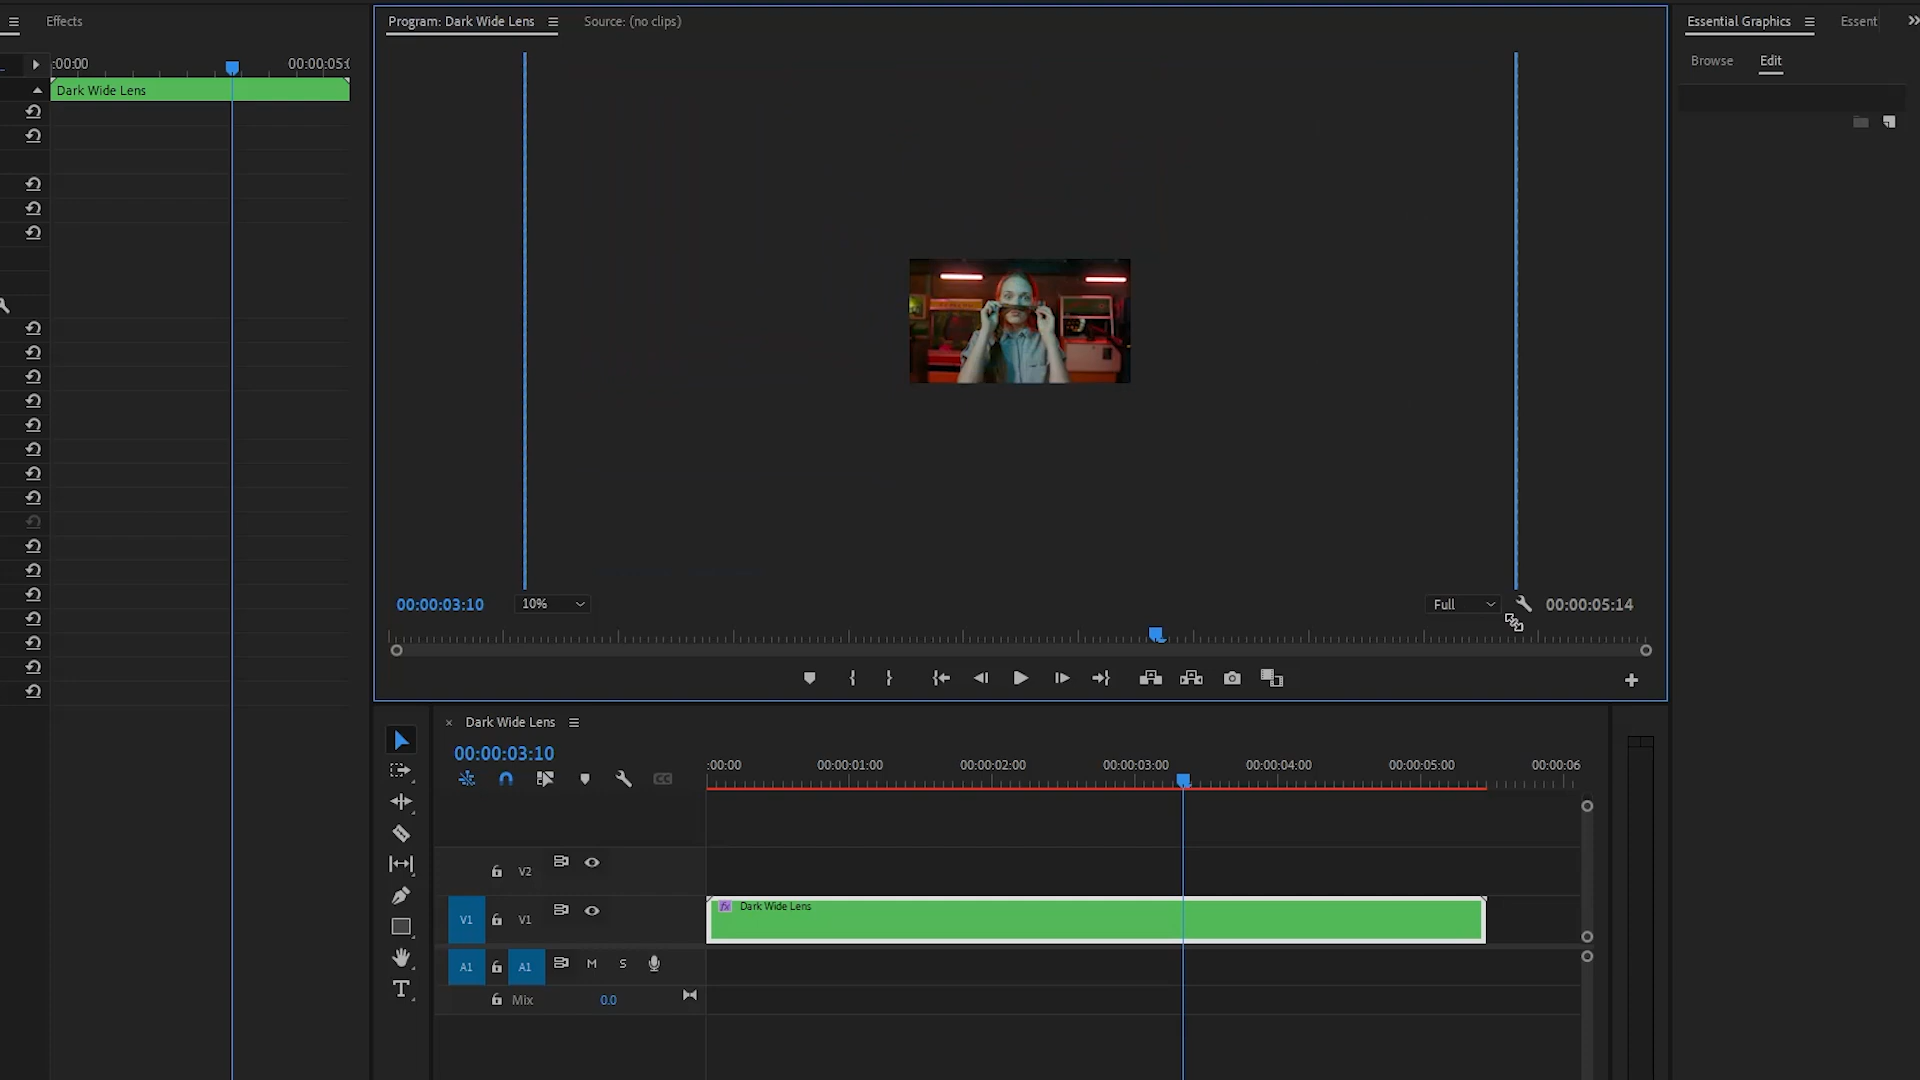 Effects
:00:00
00:00:05:0
Dark Wide Lens
Program: Dark Wide Lens
Source: (no clips)
00:00:03:10
10%
Full
00:00:05:14
Essential Graphics
Essent
Browse
Edit
Dark Wide Lens
00:00:03:10
:00:00
00:00:01:00
00:00:02:00
00:00:03:00
00:00:04:00
00:00:05:00
00:00:06
V2
V1
V1
fx
Dark Wide Lens
A1
A1
M
S
Mix
0.0